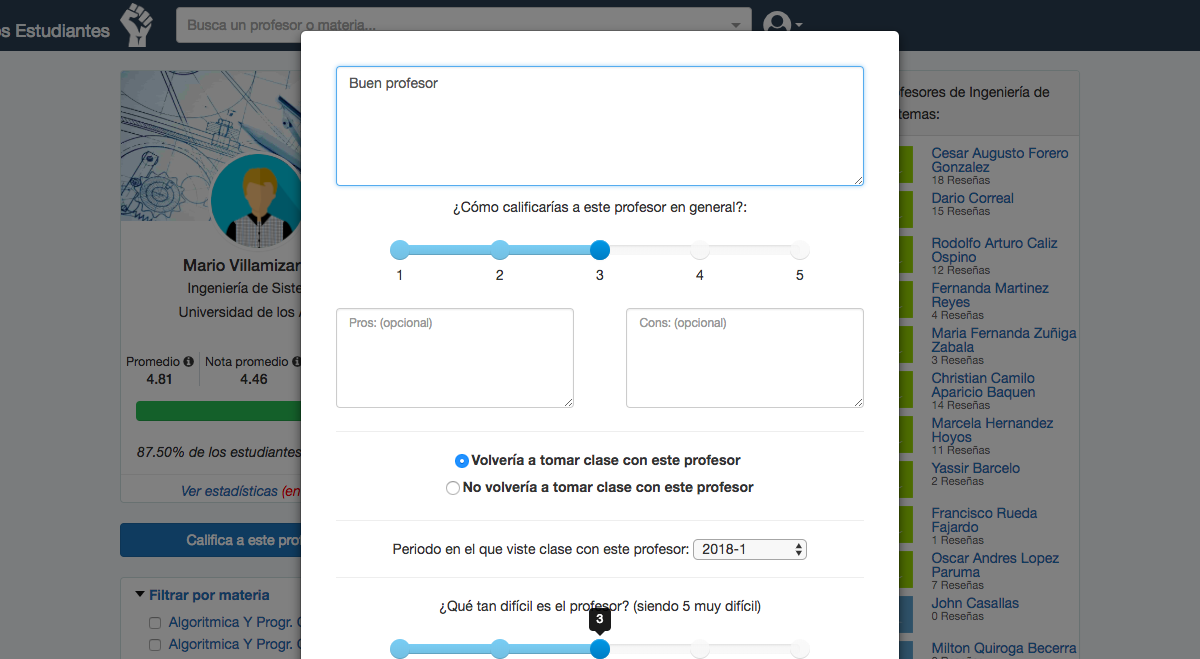 s Estudiantes
Busca un profesor o materia...
Buen profesor
¿Cómo calificarías a este profesor en general?:
1 2 3 4 5
Pros: (opcional)
Cons: (opcional)
Volvería a tomar clase con este profesor
No volvería a tomar clase con este profesor
Periodo en el que viste clase con este profesor: 2018-1
¿Qué tan difícil es el profesor? (siendo 5 muy difícil)
3
Mario Villamizar
Ingeniería de Siste
Universidad de los
Promedio Nota promedio
4.81 4.46
87.50% de los estudiantes
Ver estadísticas (en
Califica a este prof
Filtrar por materia
Algoritmica Y Progr.
Algoritmica Y Progr.
fesores de Ingeniería de
temas:
Cesar Augusto Forero
Gonzalez
18 Reseñas
Dario Correal
15 Reseñas
Rodolfo Arturo Caliz
Ospino
12 Reseñas
Fernanda Martinez
Reyes
4 Reseñas
Maria Fernanda Zuñiga
Zabala
3 Reseñas
Christian Camilo
Aparicio Baquen
14 Reseñas
Marcela Hernandez
Hoyos
11 Reseñas
Yassir Barcelo
2 Reseñas
Francisco Rueda
Fajardo
1 Reseñas
Oscar Andres Lopez
Paruma
7 Reseñas
John Casallas
0 Reseñas
Milton Quiroga Becerra